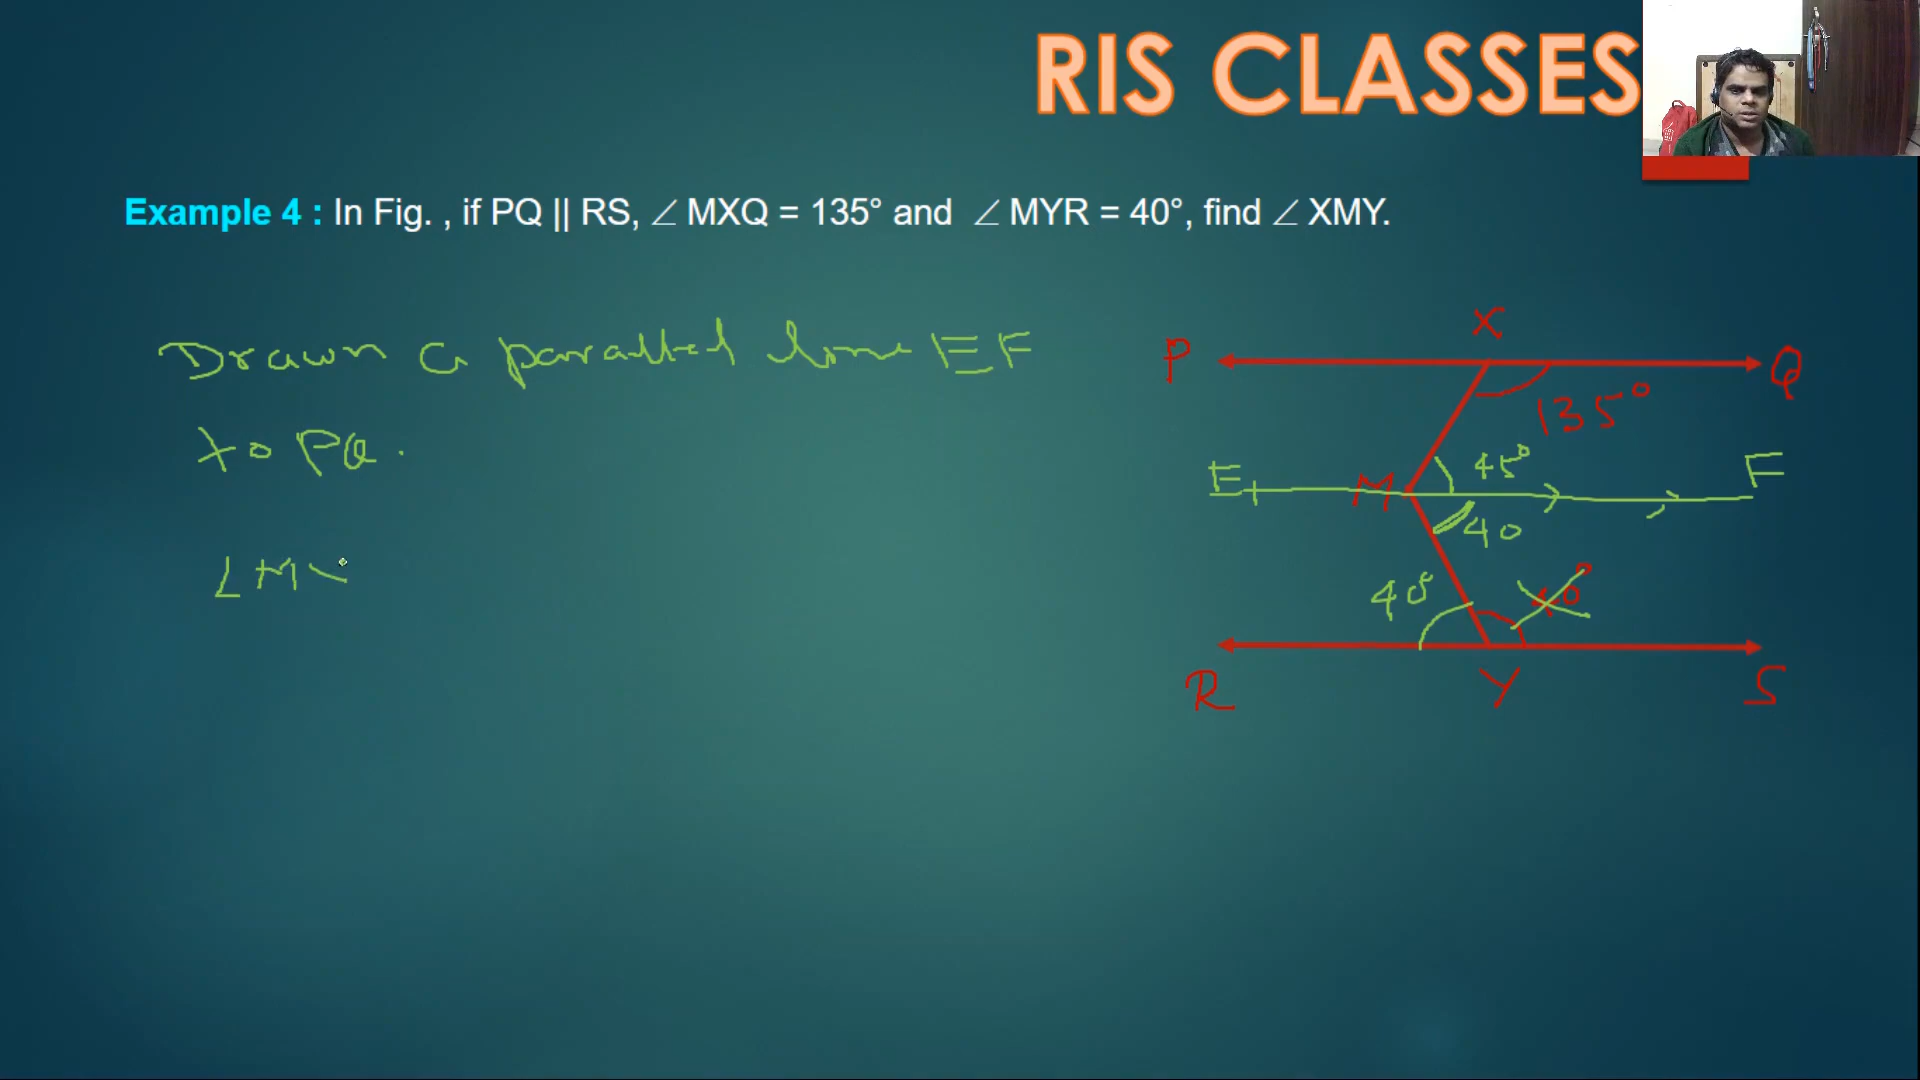 RIS CLASSES
Example 4 : In Fig. , if PQ || RS, ∠ MXQ = 135° and ∠ MYR = 40°, find ∠ XMY.
Drawn a parallel line EF
to PQ.
∠M
X
P
Q
135°
45°
E
M
F
40
40°
40°
R
Y
S